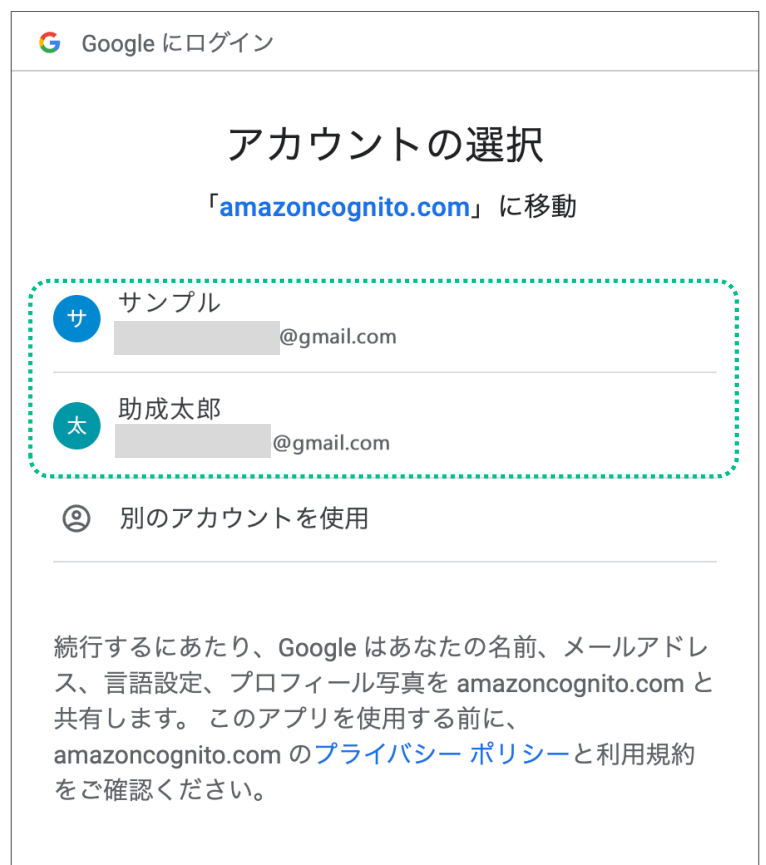 Google にログイン
アカウントの選択
「amazoncognito.com」に移動
サ
サンプル
@gmail.com
太
助成太郎
@gmail.com
別のアカウントを使用
続行するにあたり、Google はあなたの名前、メールアドレ
ス、言語設定、プロフィール写真を amazoncognito.com と
共有します。 このアプリを使用する前に、
amazoncognito.com のプライバシー ポリシーと利用規約
をご確認ください。